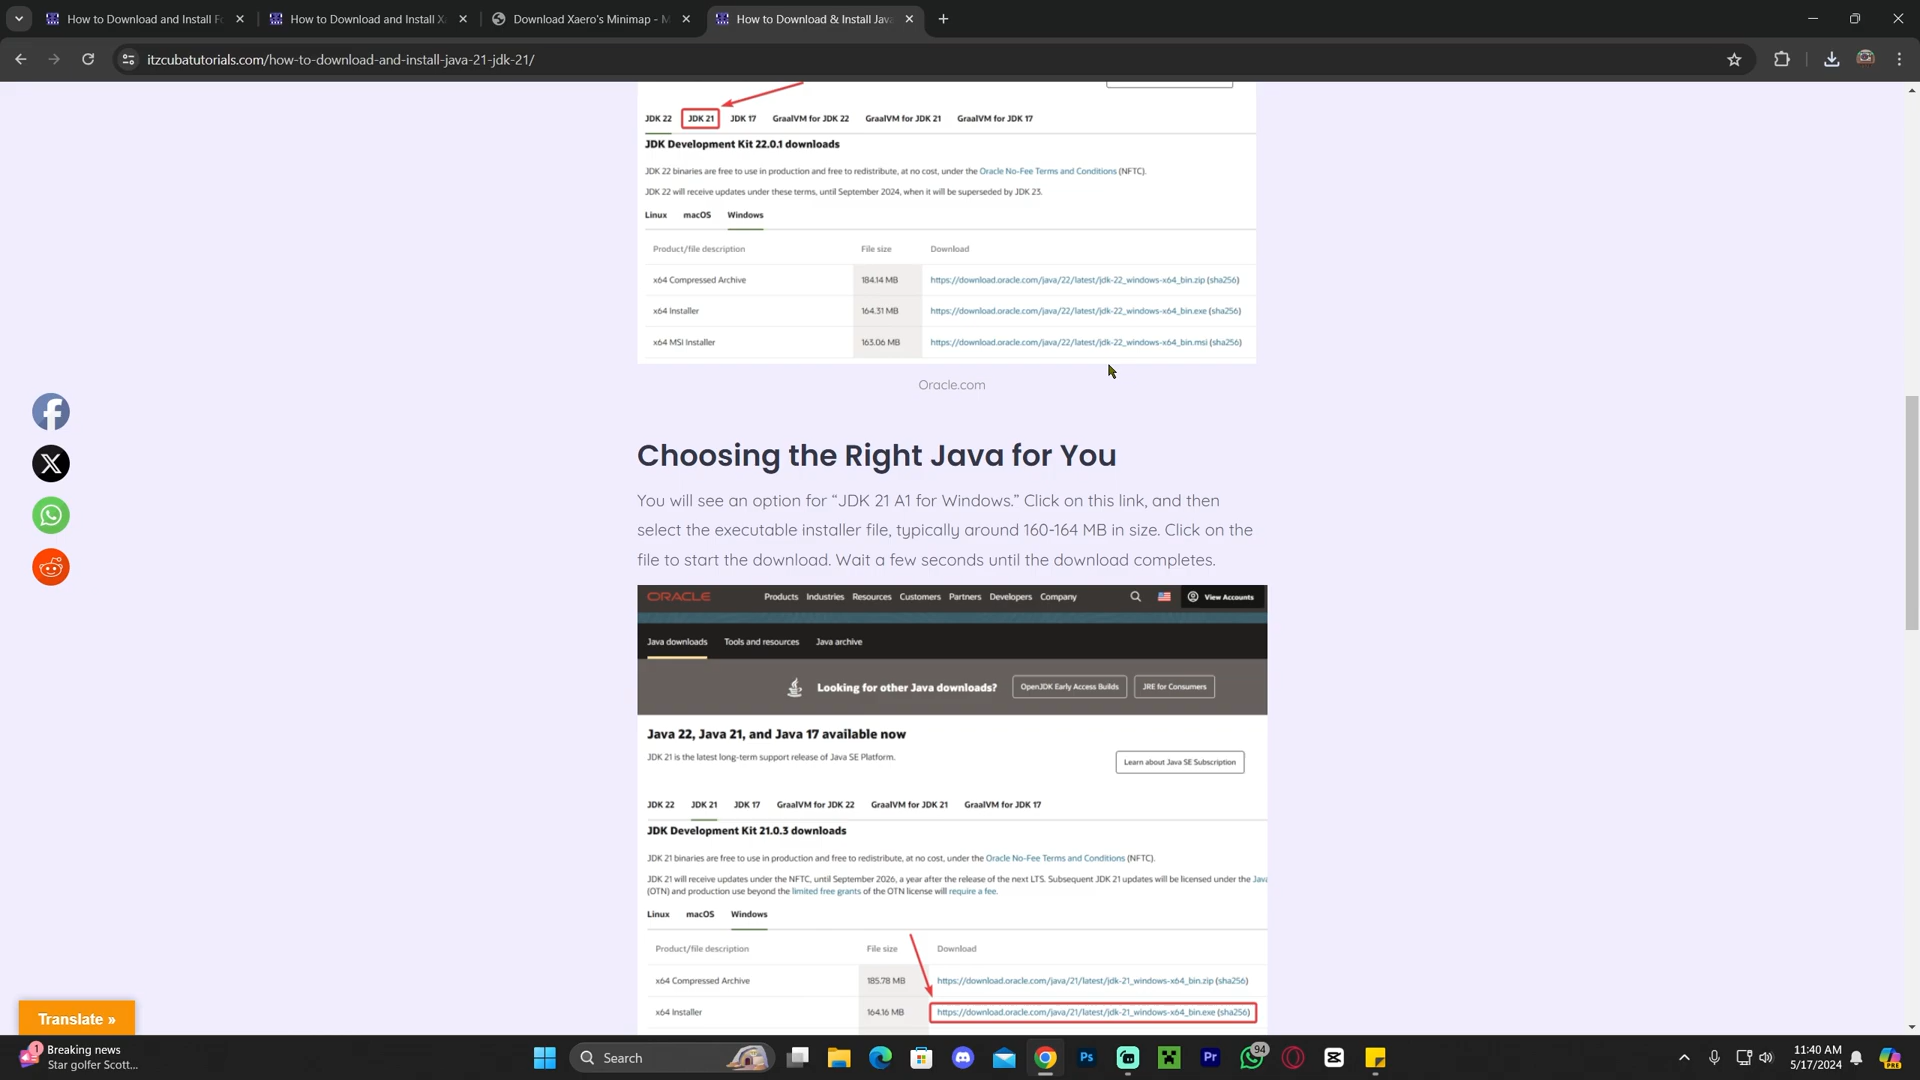 How to Download and Install Fo
How to Download and Install Xa
Download Xaero's Minimap - M
How to Download & Install Java
itzcubatutorials.com/how-to-download-and-install-java-21-jdk-21/
JDK 22 JDK 21 JDK 17 GraalVM for JDK 22 GraalVM for JDK 21 GraalVM for JDK 17
JDK Development Kit 22.0.1 downloads
JDK 22 binaries are free to use in production and free to redistribute, at no cost, under the Oracle No-Fee Terms and Conditions (NFTC).
JDK 22 will receive updates under these terms, until September 2024, when it will be superseded by JDK 23.
Linux macOS Windows
Product/file description File size Download
x64 Compressed Archive 184.14 MB https://download.oracle.com/java/22/latest/jdk-22_windows-x64_bin.zip (sha256)
x64 Installer 164.31 MB https://download.oracle.com/java/22/latest/jdk-22_windows-x64_bin.exe (sha256)
x64 MSI Installer 163.06 MB https://download.oracle.com/java/22/latest/jdk-22_windows-x64_bin.msi (sha256)
Oracle.com
Choosing the Right Java for You
You will see an option for “JDK 21 A1 for Windows.” Click on this link, and then
select the executable installer file, typically around 160-164 MB in size. Click on the
file to start the download. Wait a few seconds until the download completes.
ORACLE Products Industries Resources Customers Partners Developers Company View Accounts
Java downloads Tools and resources Java archive
Looking for other Java downloads? OpenJDK Early Access Builds JRE for Consumers
Java 22, Java 21, and Java 17 available now
JDK 21 is the latest long-term support release of Java SE Platform.
Learn about Java SE Subscription
JDK 22 JDK 21 JDK 17 GraalVM for JDK 22 GraalVM for JDK 21 GraalVM for JDK 17
JDK Development Kit 21.0.3 downloads
JDK 21 binaries are free to use in production and free to redistribute, at no cost, under the Oracle No-Fee Terms and Conditions (NFTC).
JDK 21 will receive updates under the NFTC, until September 2026, a year after the release of the next LTS. Subsequent JDK 21 updates will be licensed under the Java
(OTN) and production use beyond the limited free grants of the OTN license will require a fee.
Linux macOS Windows
Product/file description File size Download
x64 Compressed Archive 185.78 MB https://download.oracle.com/java/21/latest/jdk-21_windows-x64_bin.zip (sha256)
x64 Installer 164.16 MB https://download.oracle.com/java/21/latest/jdk-21_windows-x64_bin.exe (sha256)
Translate »
1
Breaking news
Star golfer Scott...
Search
Ps
Pr
94
11:40 AM
5/17/2024
PRE